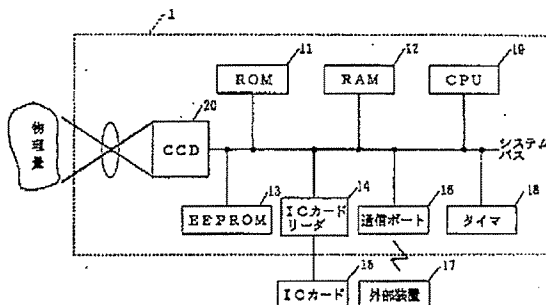 1
11
12
19
ROM
RAM
CPU
20
物理量
CCD
システム
バス
13
14
16
18
EEPROM
ICカード
リーダ
通信ポート
タイマ
15
17
ICカード
外部装置